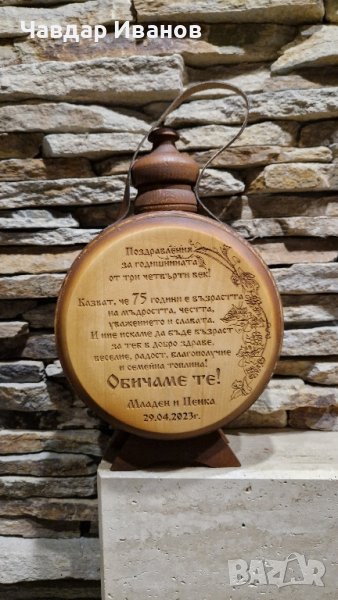 Чавдар Иванов
Поздравления
за годишнината
от три четвърти век!
Казват, че 75 години е възрастта
на мъдростта, честта,
уважението и славата.
И ние искаме да бъде възраст
за теб в добро здраве,
веселие, радост, благополучие
и семейна топлина!
Обичаме те!
Младен и Пенка
29.04.2023г.
BAZAR